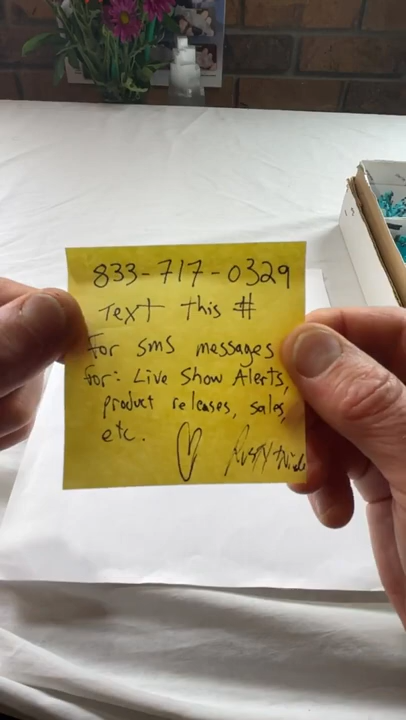 833-717-0329
Text this #
For sms messages
for: Live Show Alerts,
product releases, sales,
etc. ♡